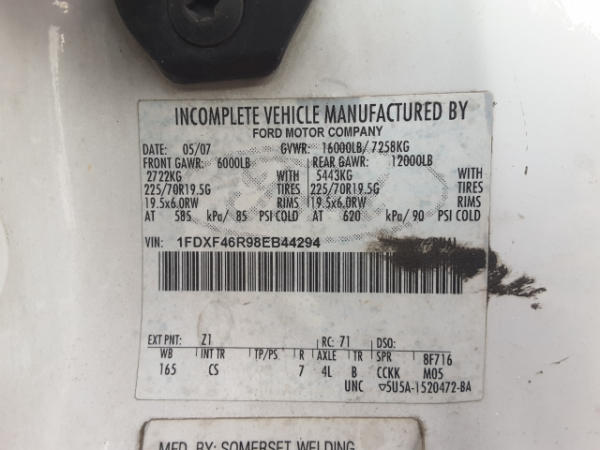 INCOMPLETE VEHICLE MANUFACTURED BY
FORD MOTOR COMPANY
DATE: 05/07 GVWR: 16000LB/ 7258KG
FRONT GAWR: 6000LB REAR GAWR: 12000LB
2722KG WITH 5443KG WITH
225/70R19.5G TIRES 225/70R19.5G TIRES
19.5x6.0RW RIMS 19.5x6.0RW RIMS
AT 585 kPa/ 85 PSI COLD AT 620 kPa/ 90 PSI COLD
VIN: 1FDXF46R98EB44294 DUAL
EXT PNT: Z1 RC: 71 DSO:
WB INT TR TP/PS R AXLE TR SPR 8F716
165 CS 7 4L B CCKK M05
UNC ▽5U5A-1520472-BA
MFD. BY: SOMERSET WELDING